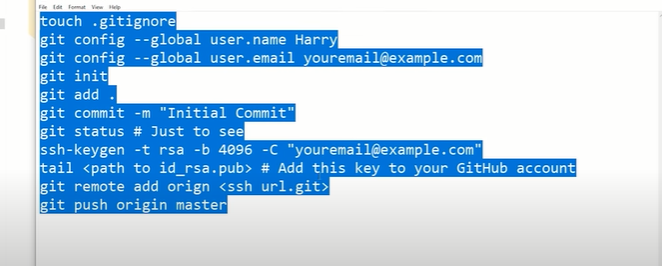 File Edit Format View Help
touch .gitignore
git config --global user.name Harry
git config --global user.email youremail@example.com
git init
git add .
git commit -m "Initial Commit"
git status # Just to see
ssh-keygen -t rsa -b 4096 -C "youremail@example.com"
tail <path to id_rsa.pub> # Add this key to your GitHub account
git remote add orign <ssh url.git>
git push origin master